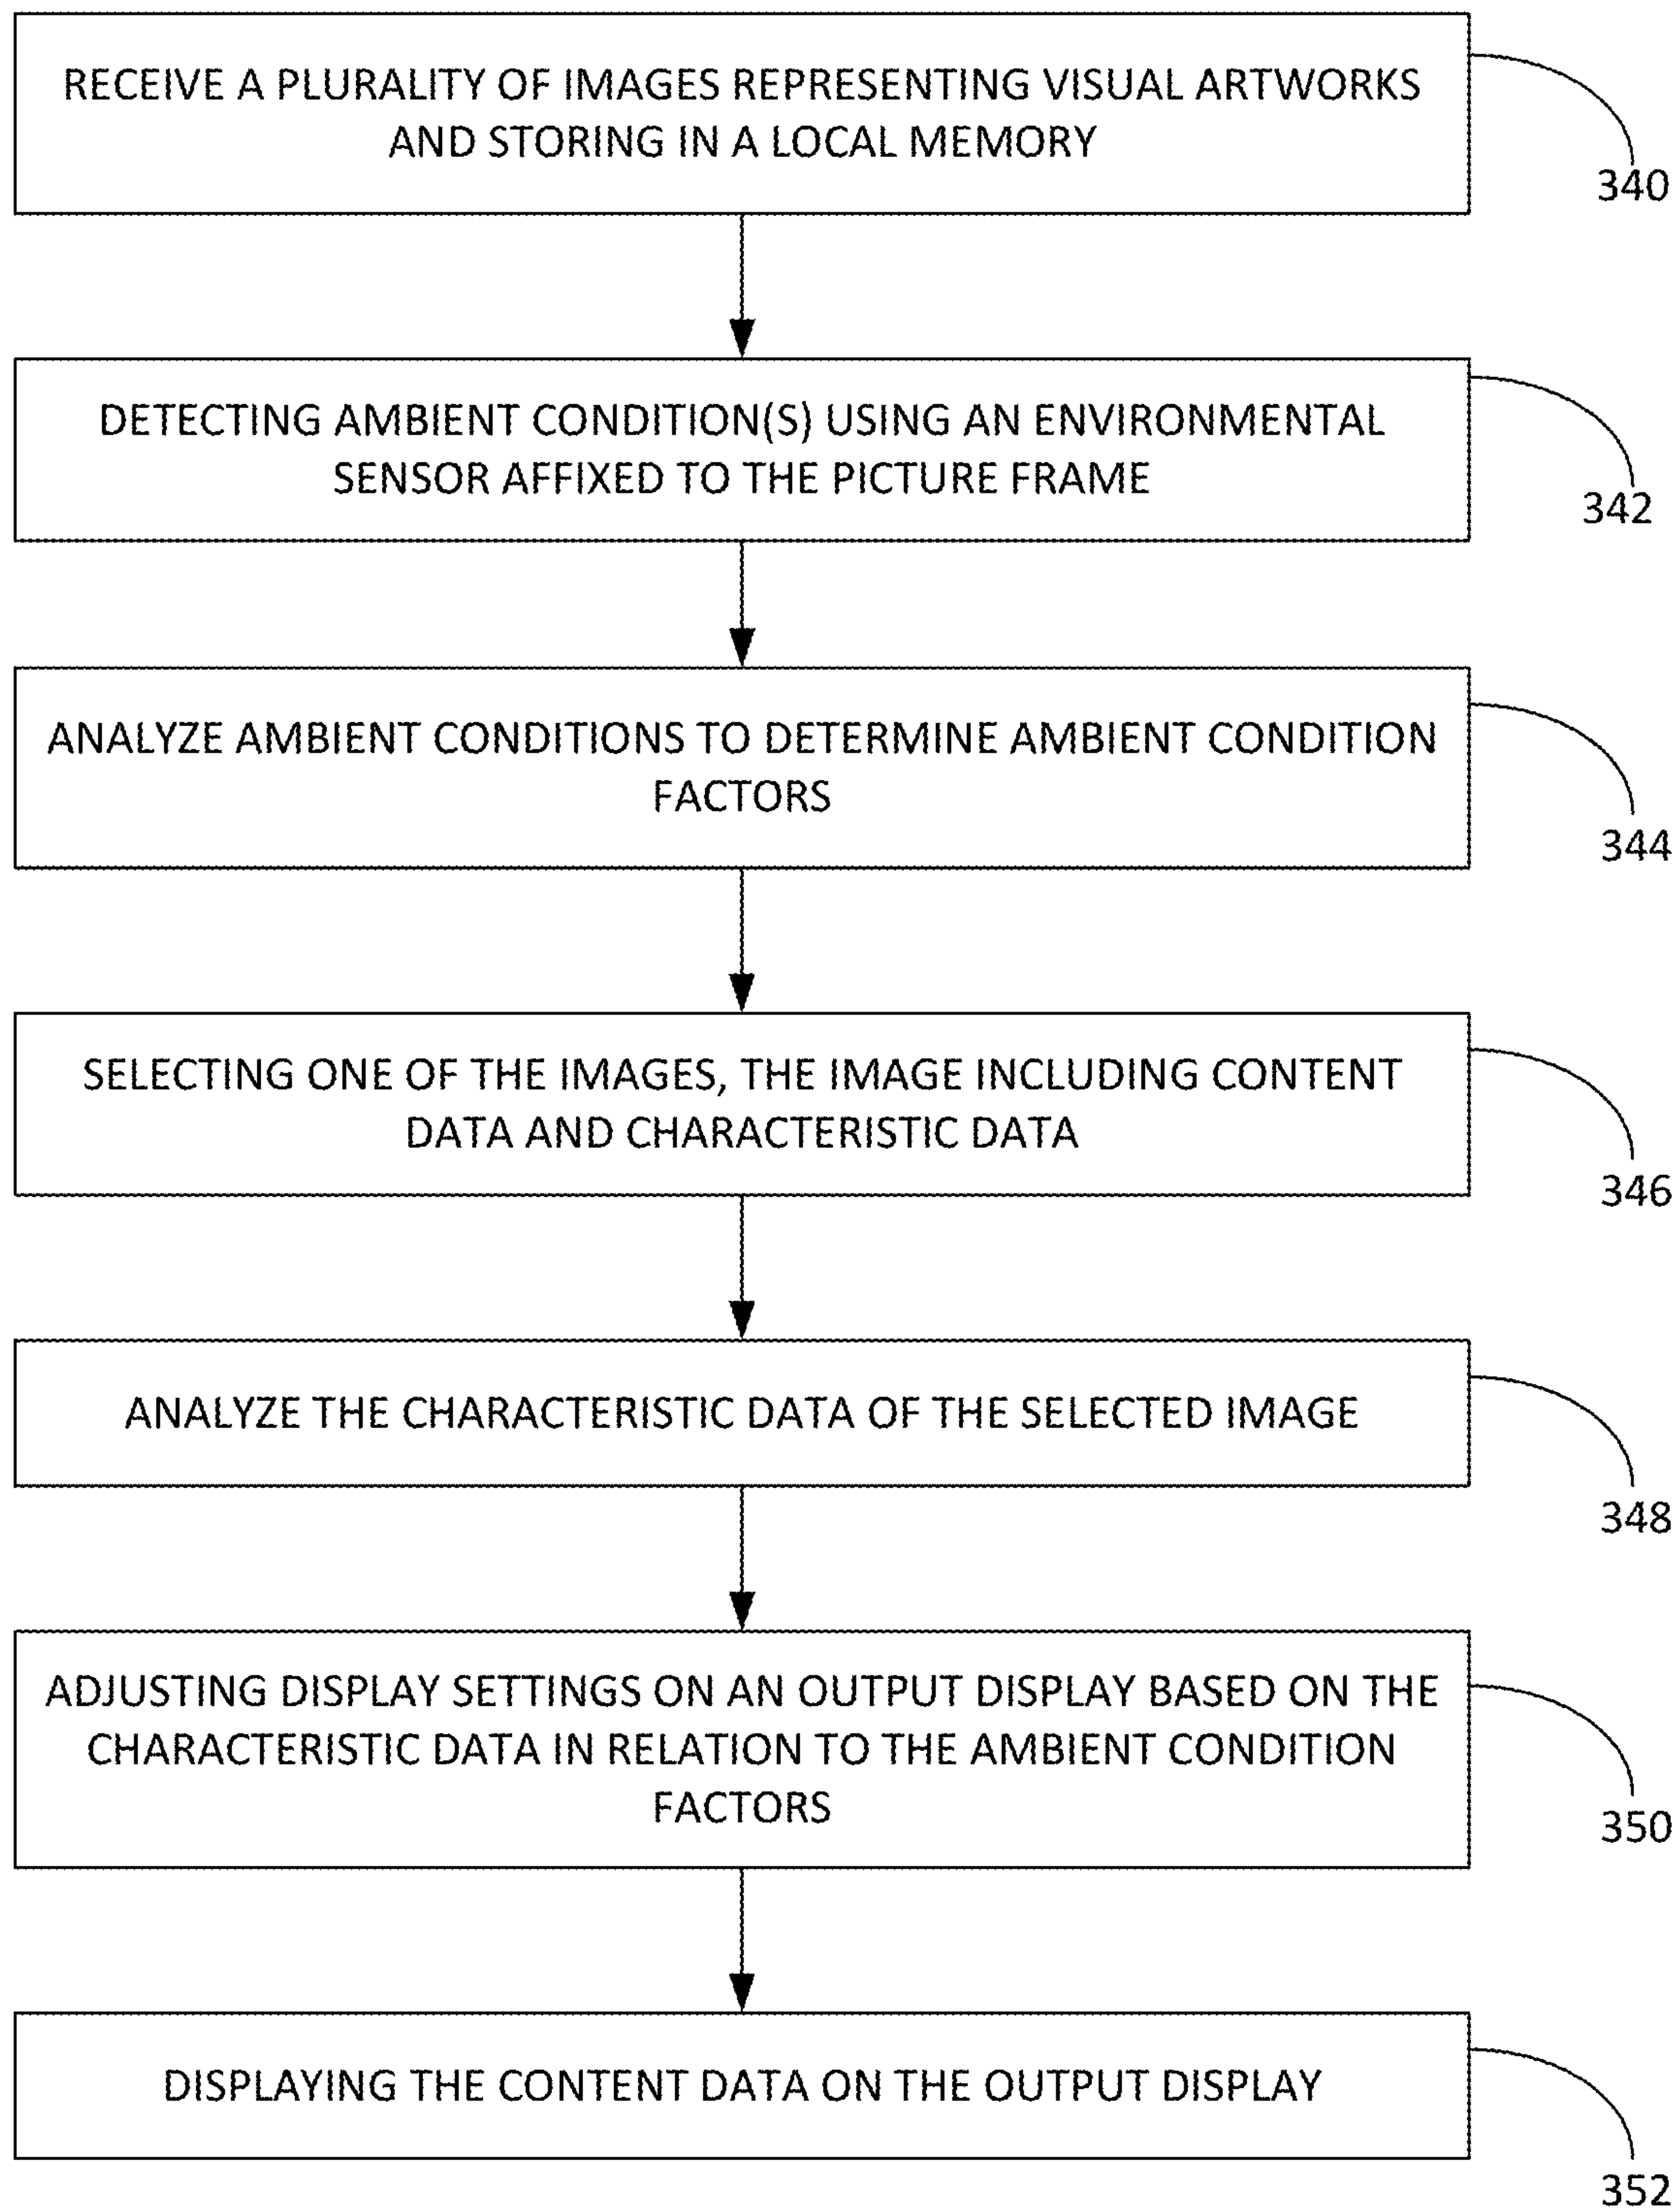 RECEIVE A PLURALITY OF IMAGES REPRESENTING VISUAL ARTWORKS
AND STORING IN A LOCAL MEMORY
340
DETECTING AMBIENT CONDITION(S) USING AN ENVIRONMENTAL
SENSOR AFFIXED TO THE PICTURE FRAME
342
ANALYZE AMBIENT CONDITIONS TO DETERMINE AMBIENT CONDITION
FACTORS
344
SELECTING ONE OF THE IMAGES, THE IMAGE INCLUDING CONTENT
DATA AND CHARACTERISTIC DATA
346
ANALYZE THE CHARACTERISTIC DATA OF THE SELECTED IMAGE
348
ADJUSTING DISPLAY SETTINGS ON AN OUTPUT DISPLAY BASED ON THE
CHARACTERISTIC DATA IN RELATION TO THE AMBIENT CONDITION
FACTORS
350
DISPLAYING THE CONTENT DATA ON THE OUTPUT DISPLAY
352